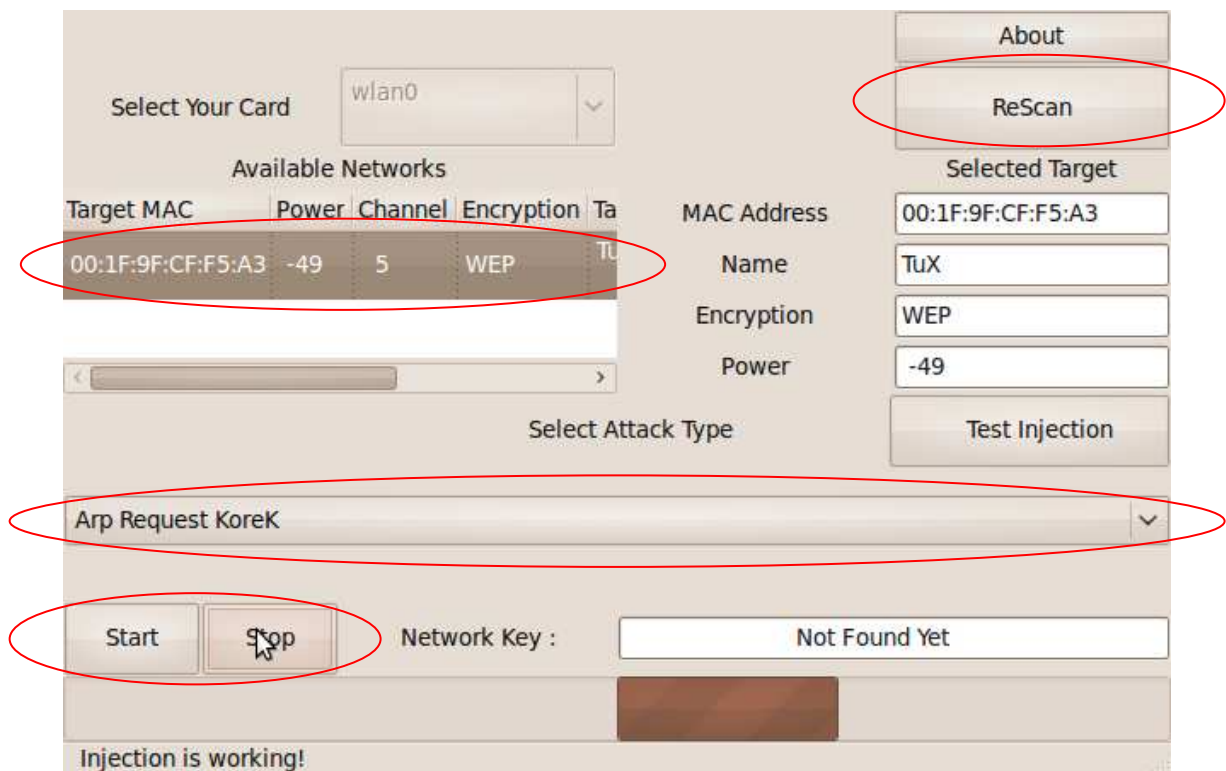 About
Select Your Card wlan0 ReScan
Available Networks Selected Target
Target MAC Power Channel Encryption Ta MAC Address 00:1F:9F:CF:F5:A3
00:1F:9F:CF:F5:A3 -49 5 WEP Tu Name TuX
Encryption WEP
Power -49
Select Attack Type Test Injection
Arp Request KoreK
Start Stop Network Key : Not Found Yet
Injection is working!